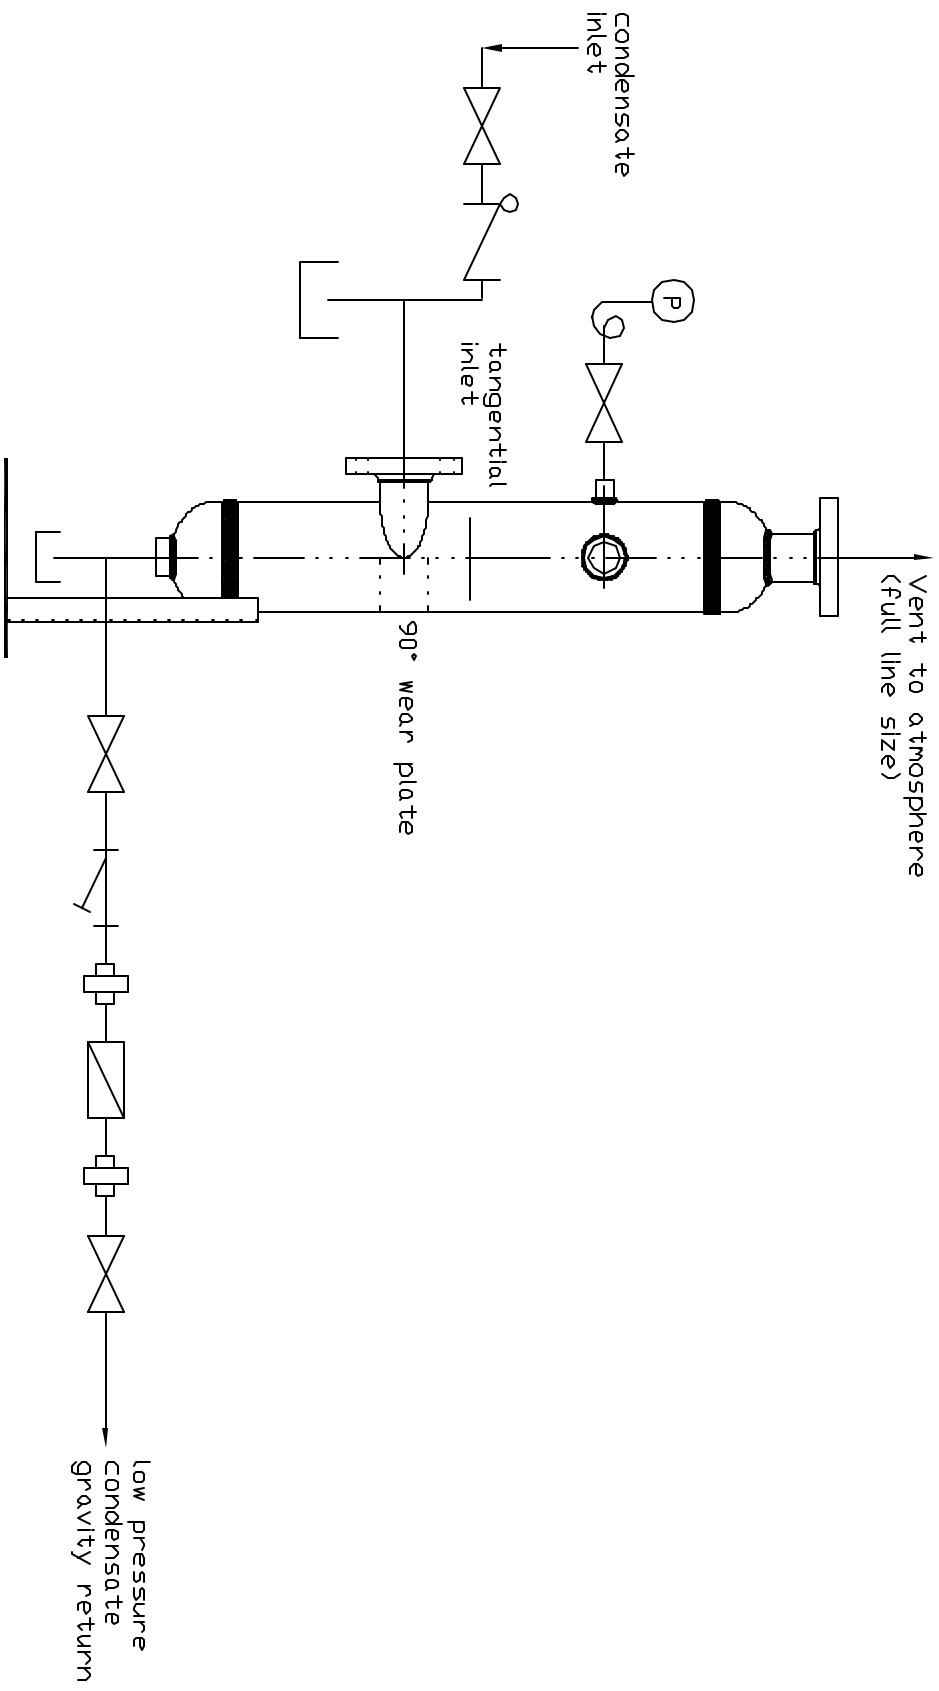 Condensate
inlet
P
tangential
inlet
Vent to atmosphere
(full line size)
90° wear plate
low pressure
condensate
gravity return